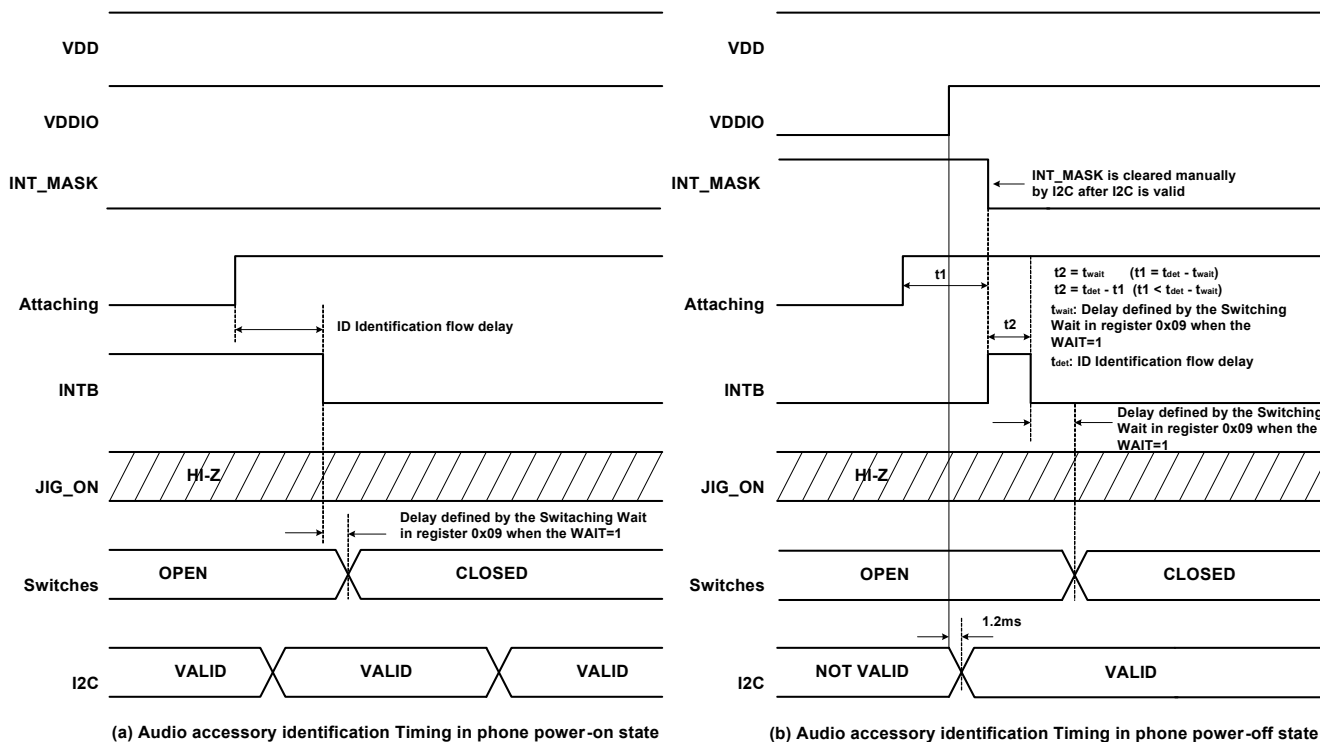 VDD
VDDIO
INT_MASK
Attaching
ID Identification flow delay
INTB
JIG_ON
HI-Z
Delay defined by the Switaching Wait
in register 0x09 when the WAIT=1
Switches
OPEN
CLOSED
I2C
VALID
VALID
VALID
(a) Audio accessory identification Timing in phone power-on state
VDD
VDDIO
INT_MASK
INT_MASK is cleared manually
by I2C after I2C is valid
Attaching
t1
t2 = twait (t1 = tdet - twait)
t2 = tdet - t1 (t1 < tdet - twait)
twait: Delay defined by the Switching
Wait in register 0x09 when the
WAIT=1
tdet: ID Identification flow delay
t2
INTB
Delay defined by the Switching
Wait in register 0x09 when the
WAIT=1
JIG_ON
HI-Z
Switches
OPEN
CLOSED
1.2ms
I2C
NOT VALID
VALID
(b) Audio accessory identification Timing in phone power-off state